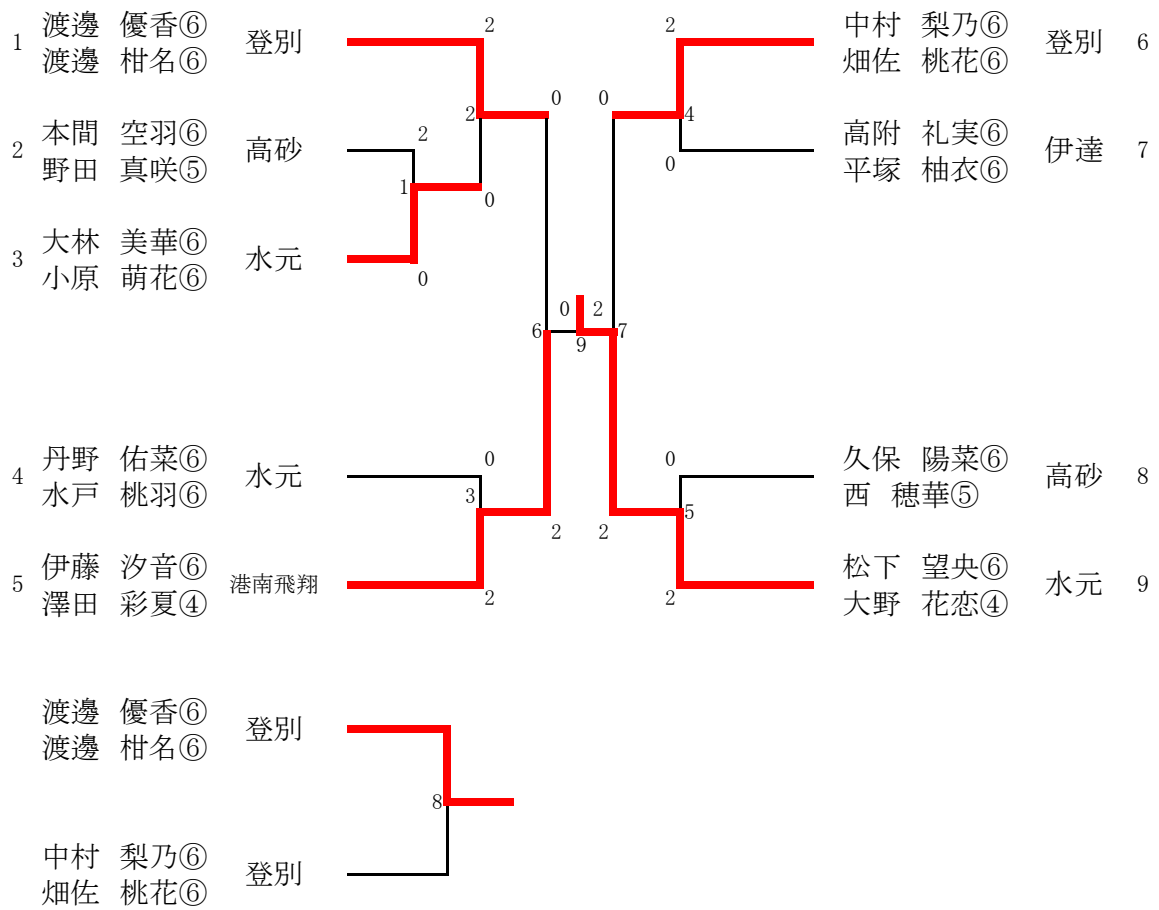 1 渡邊 優香⑥ 登別
渡邊 柑名⑥
2 本間 空羽⑥ 高砂
野田 真咲⑤
3 大林 美華⑥ 水元
小原 萌花⑥
4 丹野 佑菜⑥ 水元
水戸 桃羽⑥
5 伊藤 汐音⑥ 港南飛翔
澤田 彩夏④
2
2
0
2
1
0
0
6
0
3
2
2
0 2
9
2
0
4
0
7
0
5
2
2
中村 梨乃⑥ 登別 6
畑佐 桃花⑥
高附 礼実⑥ 伊達 7
平塚 柚衣⑥
久保 陽菜⑥ 高砂 8
西 穂華⑤
松下 望央⑥ 水元 9
大野 花恋④
渡邊 優香⑥ 登別
渡邊 柑名⑥
8
中村 梨乃⑥ 登別
畑佐 桃花⑥